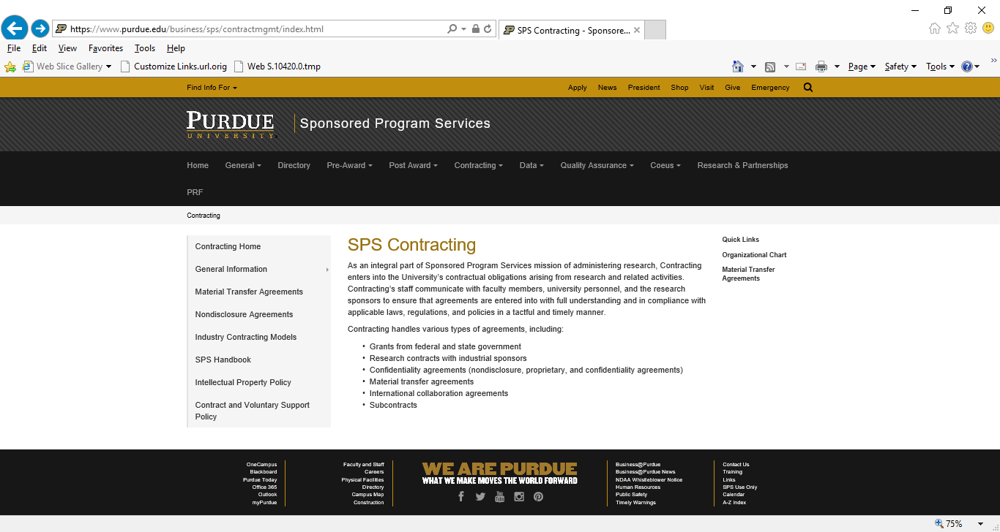 https://www.purdue.edu/business/sps/contractmgmt/index.html
SPS Contracting - Sponsore...
File Edit View Favorites Tools Help
Web Slice Gallery Customize Links.url.orig Web S.10420.0.tmp Page Safety Tools
Find Info For Apply News President Shop Visit Give Emergency
PURDUE
UNIVERSITY
Sponsored Program Services
Home General Directory Pre-Award Post Award Contracting Data Quality Assurance Coeus Research & Partnerships
PRF
Contracting
Contracting Home
General Information
Material Transfer Agreements
Nondisclosure Agreements
Industry Contracting Models
SPS Handbook
Intellectual Property Policy
Contract and Voluntary Support
Policy
SPS Contracting
As an integral part of Sponsored Program Services mission of administering research, Contracting
enters into the University's contractual obligations arising from research and related activities.
Contracting's staff communicate with faculty members, university personnel, and the research
sponsors to ensure that agreements are entered into with full understanding and in compliance with
applicable laws, regulations, and policies in a tactful and timely manner.
Contracting handles various types of agreements, including:
• Grants from federal and state government
• Research contracts with industrial sponsors
• Confidentiality agreements (nondisclosure, proprietary, and confidentiality agreements)
• Material transfer agreements
• International collaboration agreements
• Subcontracts
Quick Links
Organizational Chart
Material Transfer
Agreements
OneCampus
Blackboard
Purdue Today
Office 365
Outlook
myPurdue
Faculty and Staff
Careers
Physical Facilities
Directory
Campus Map
Construction
WE ARE PURDUE
WHAT WE MAKE MOVES THE WORLD FORWARD
Business@Purdue
Business@Purdue News
NDAA Whistleblower Notice
Human Resources
Public Safety
Timely Warnings
Contact Us
Training
Links
SPS Use Only
Calendar
A-Z Index
75%